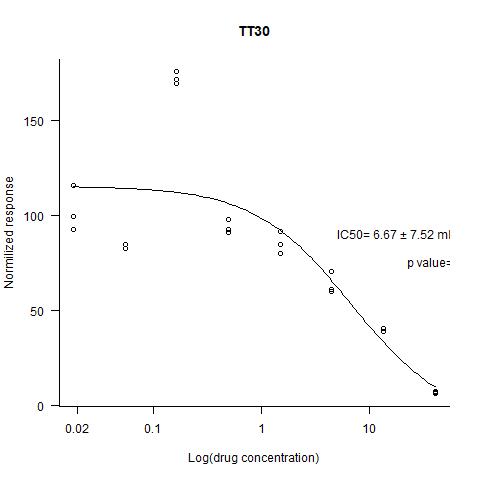 TT30
150
100
50
0
Normilized response
IC50= 6.67 ± 7.52 ml
p value=
0.02 0.1 1 10
Log(drug concentration)